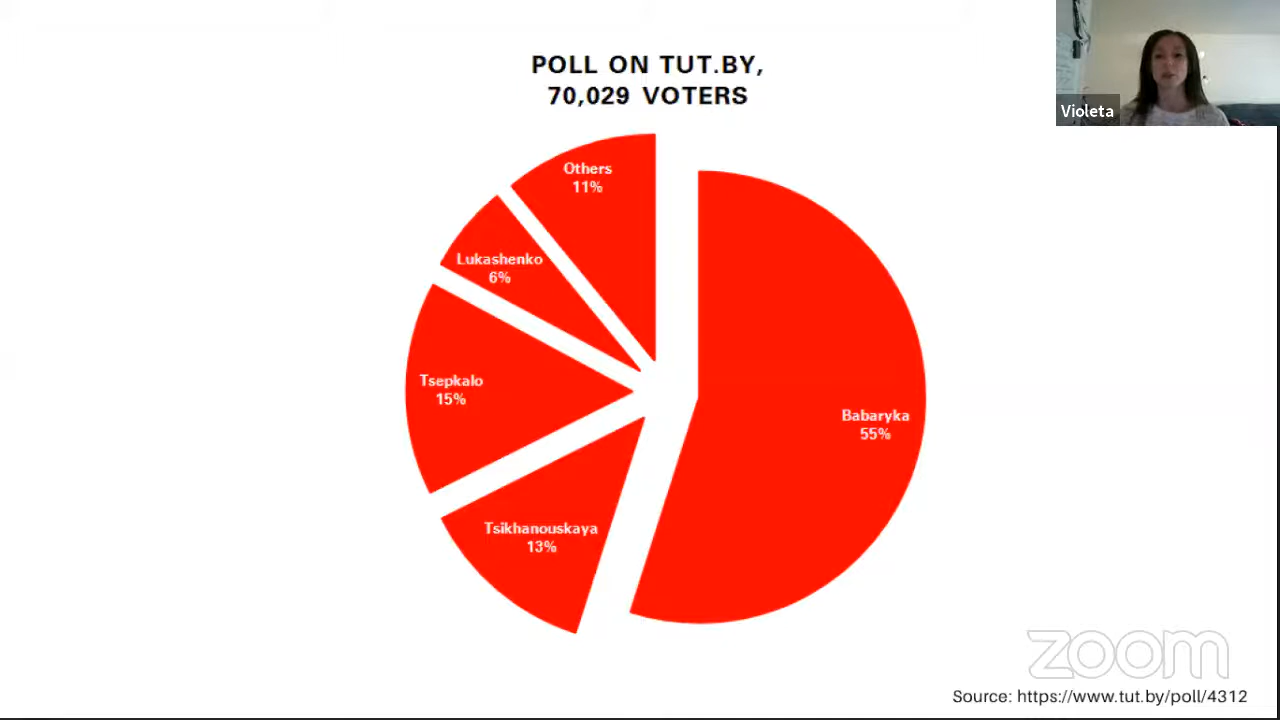 POLL ON TUT.BY,
70,029 VOTERS
Violeta
Others
11%
Lukashenko
6%
Tsepkalo
15%
Babaryka
55%
Tsikhanouskaya
13%
zoom
Source: https://www.tut.by/poll/4312